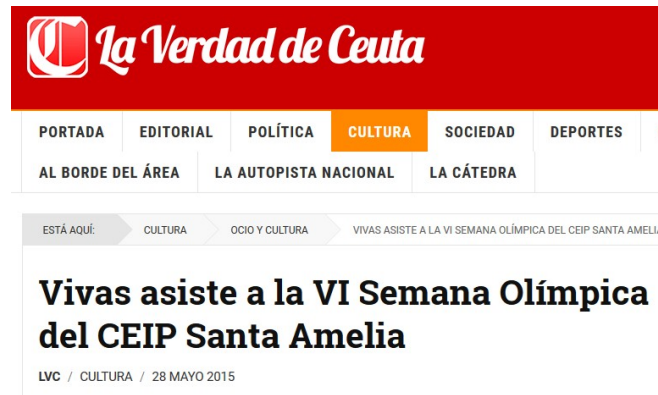 La Verdad de Ceuta
PORTADA EDITORIAL POLÍTICA CULTURA SOCIEDAD DEPORTES
AL BORDE DEL ÁREA LA AUTOPISTA NACIONAL LA CÁTEDRA
ESTÁ AQUÍ: CULTURA OCIO Y CULTURA VIVAS ASISTE A LA VI SEMANA OLÍMPICA DEL CEIP SANTA AMELIA
Vivas asiste a la VI Semana Olímpica
del CEIP Santa Amelia
LVC / CULTURA / 28 MAYO 2015